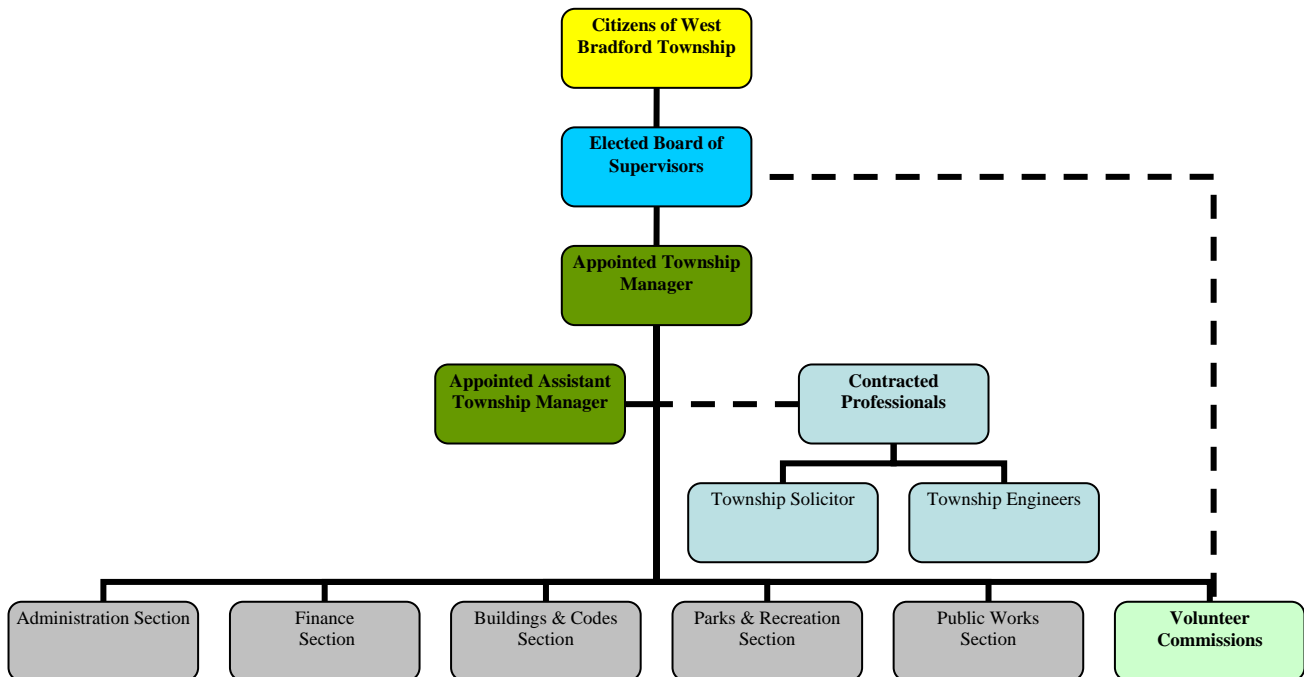 Citizens of West
Bradford Township
Elected Board of
Supervisors
Appointed Township
Manager
Appointed Assistant
Township Manager
Contracted
Professionals
Township Solicitor
Township Engineers
Administration Section
Finance
Section
Buildings & Codes
Section
Parks & Recreation
Section
Public Works
Section
Volunteer
Commissions